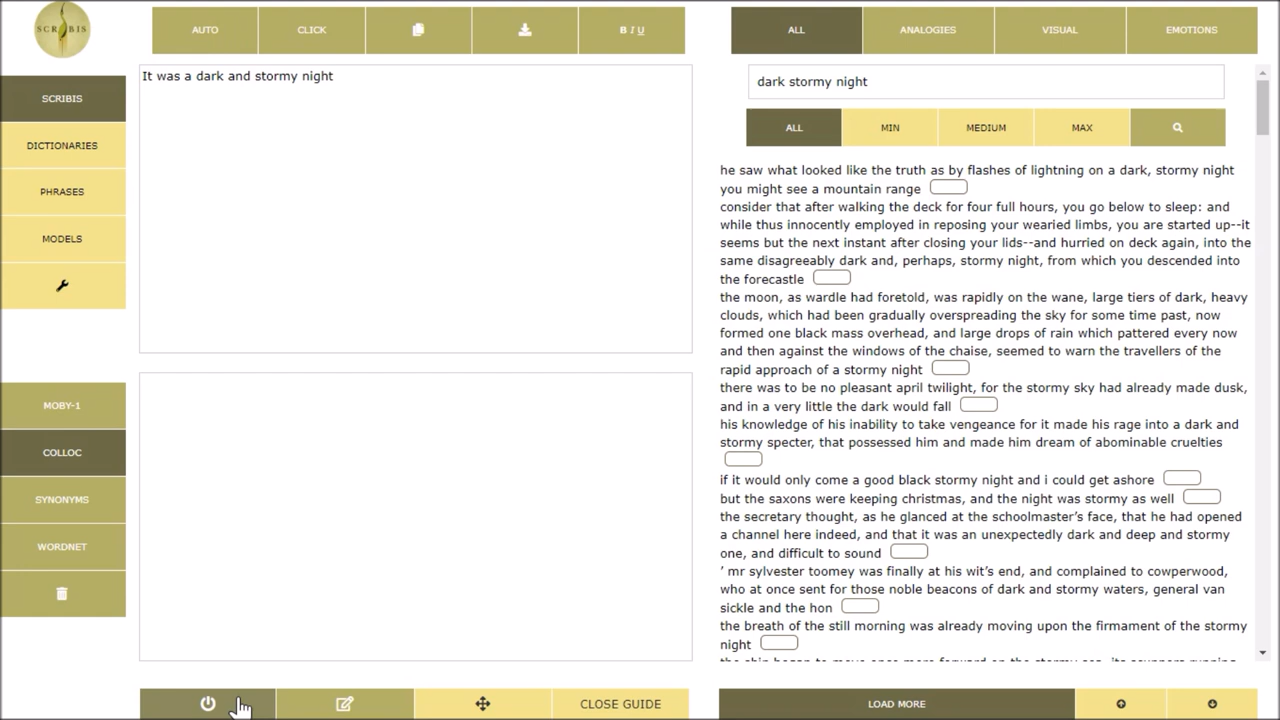 SCRIBIS
AUTO
CLICK
B I U
ALL
ANALOGIES
VISUAL
EMOTIONS
SCRIBIS
DICTIONARIES
PHRASES
MODELS
MOBY-1
COLLOC
SYNONYMS
WORDNET
It was a dark and stormy night
dark stormy night
ALL
MIN
MEDIUM
MAX
he saw what looked like the truth as by flashes of lightning on a dark, stormy night
you might see a mountain range
consider that after walking the deck for four full hours, you go below to sleep: and
while thus innocently employed in reposing your wearied limbs, you are started up--it
seems but the next instant after closing your lids--and hurried on deck again, into the
same disagreeably dark and, perhaps, stormy night, from which you descended into
the forecastle
the moon, as wardle had foretold, was rapidly on the wane, large tiers of dark, heavy
clouds, which had been gradually overspreading the sky for some time past, now
formed one black mass overhead, and large drops of rain which pattered every now
and then against the windows of the chaise, seemed to warn the travellers of the
rapid approach of a stormy night
there was to be no pleasant april twilight, for the stormy sky had already made dusk,
and in a very little the dark would fall
his knowledge of his inability to take vengeance for it made his rage into a dark and
stormy specter, that possessed him and made him dream of abominable cruelties
if it would only come a good black stormy night and i could get ashore
but the saxons were keeping christmas, and the night was stormy as well
the secretary thought, as he glanced at the schoolmaster's face, that he had opened
a channel here indeed, and that it was an unexpectedly dark and deep and stormy
one, and difficult to sound
' mr sylvester toomey was finally at his wit's end, and complained to cowperwood,
who at once sent for those noble beacons of dark and stormy waters, general van
sickle and the hon
the breath of the still morning was already moving upon the firmament of the stormy
night
CLOSE GUIDE
LOAD MORE